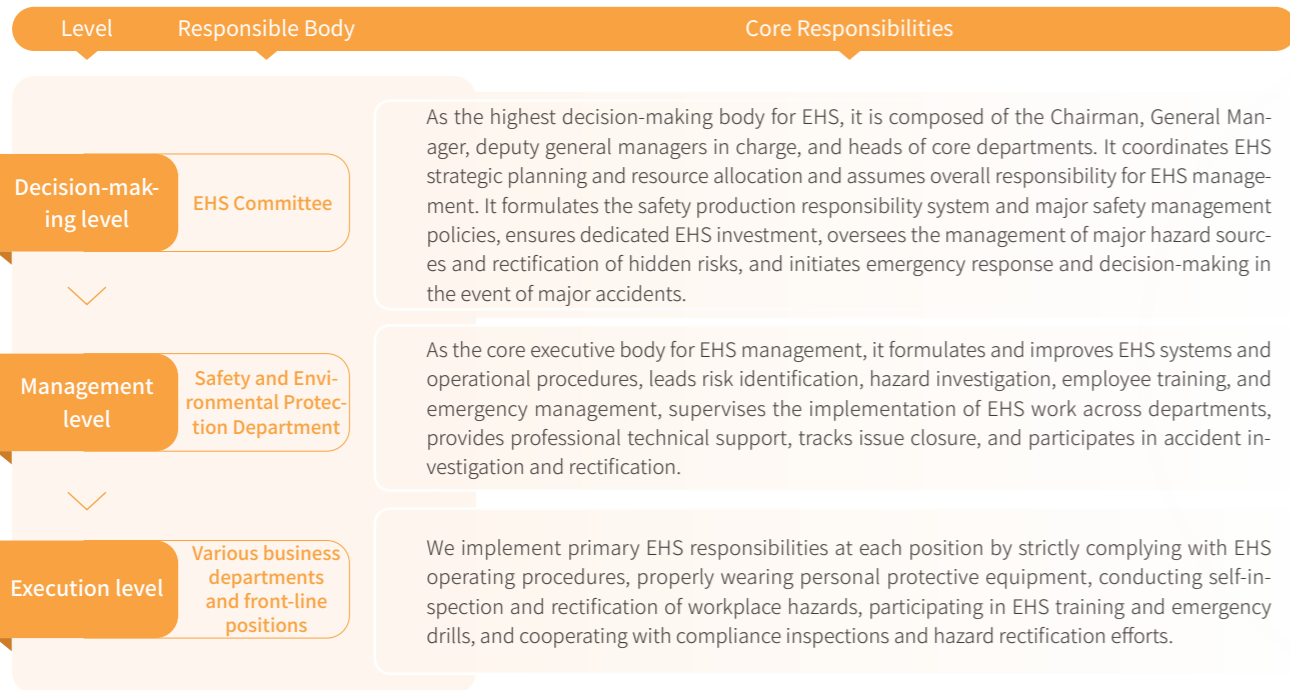 Level Responsible Body Core Responsibilities
Decision-mak-
ing level
EHS Committee
As the highest decision-making body for EHS, it is composed of the Chairman, General Man-
ager, deputy general managers in charge, and heads of core departments. It coordinates EHS
strategic planning and resource allocation and assumes overall responsibility for EHS manage-
ment. It formulates the safety production responsibility system and major safety management
policies, ensures dedicated EHS investment, oversees the management of major hazard sourc-
es and rectification of hidden risks, and initiates emergency response and decision-making in
the event of major accidents.
Management
level
Safety and Envi-
ronmental Protec-
tion Department
As the core executive body for EHS management, it formulates and improves EHS systems and
operational procedures, leads risk identification, hazard investigation, employee training, and
emergency management, supervises the implementation of EHS work across departments,
provides professional technical support, tracks issue closure, and participates in accident in-
vestigation and rectification.
Execution level
Various business
departments
and front-line
positions
We implement primary EHS responsibilities at each position by strictly complying with EHS
operating procedures, properly wearing personal protective equipment, conducting self-in-
spection and rectification of workplace hazards, participating in EHS training and emergency
drills, and cooperating with compliance inspections and hazard rectification efforts.